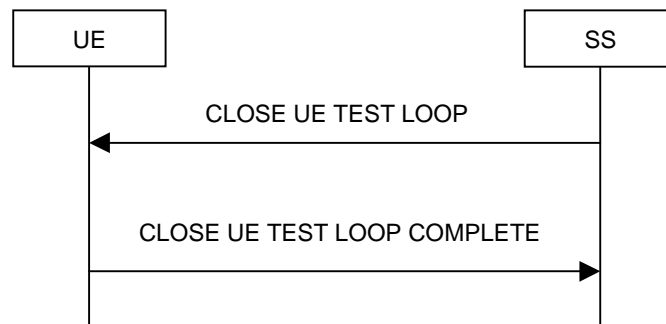 UE
SS
CLOSE UE TEST LOOP
CLOSE UE TEST LOOP COMPLETE